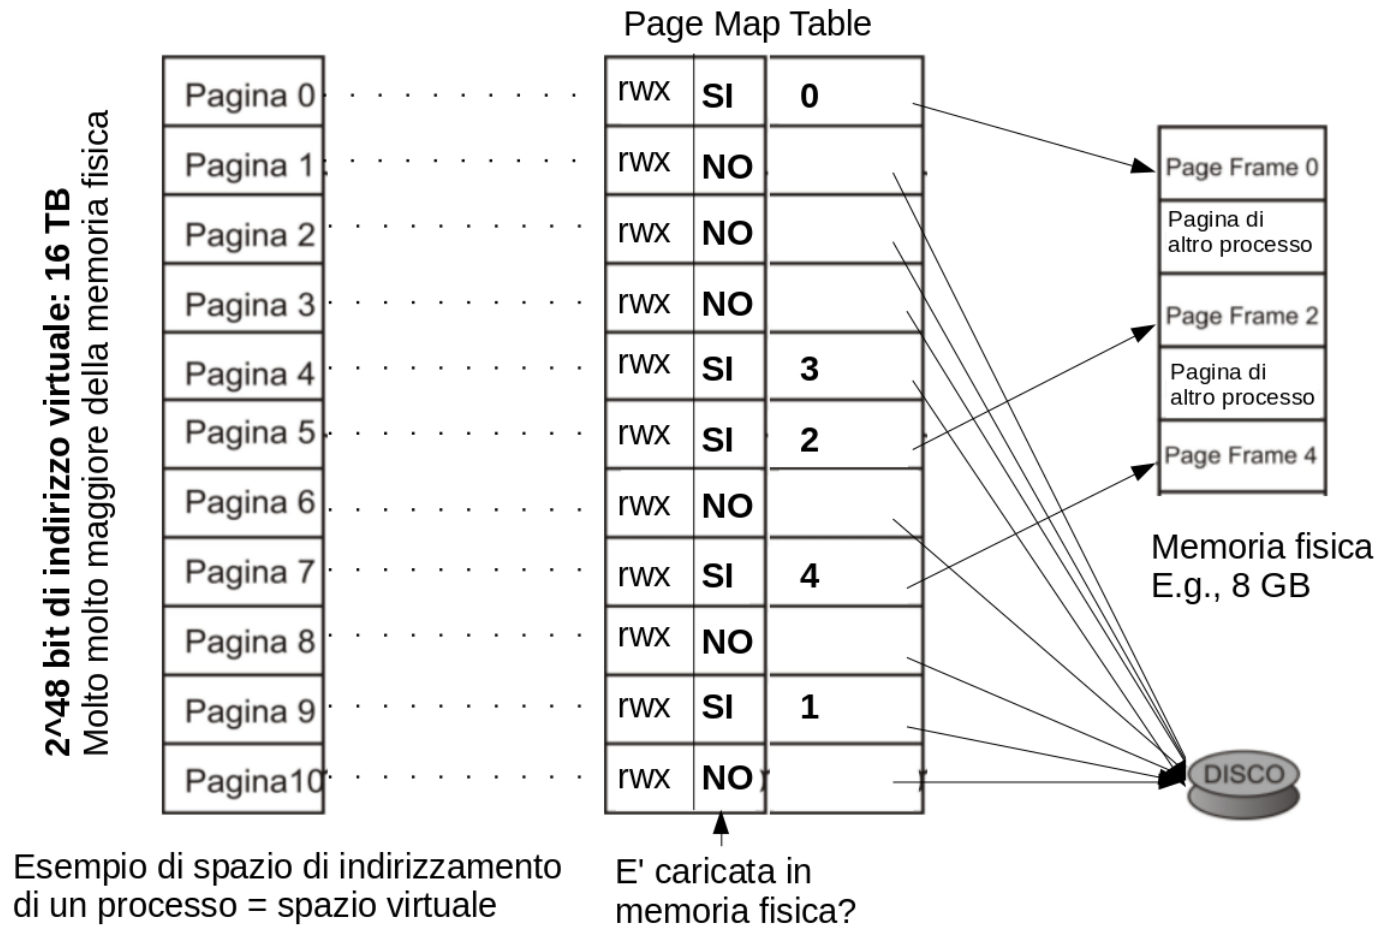 Page Map Table
2^48 bit di indirizzo virtuale: 16 TB
Molto molto maggiore della memoria fisica
Pagina 0 rwx SI 0
Pagina 1 rwx NO
Pagina 2 rwx NO
Pagina 3 rwx NO
Pagina 4 rwx SI 3
Pagina 5 rwx SI 2
Pagina 6 rwx NO
Pagina 7 rwx SI 4
Pagina 8 rwx NO
Pagina 9 rwx SI 1
Pagina10 rwx NO
Page Frame 0
Pagina di
altro processo
Page Frame 2
Pagina di
altro processo
Page Frame 4
Memoria fisica
E.g., 8 GB
DISCO
Esempio di spazio di indirizzamento
di un processo = spazio virtuale
E' caricata in
memoria fisica?